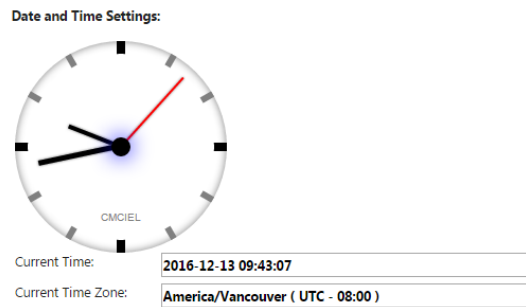 Date and Time Settings:
CMCIEL
Current Time: 2016-12-13 09:43:07
Current Time Zone: America/Vancouver ( UTC - 08:00 )